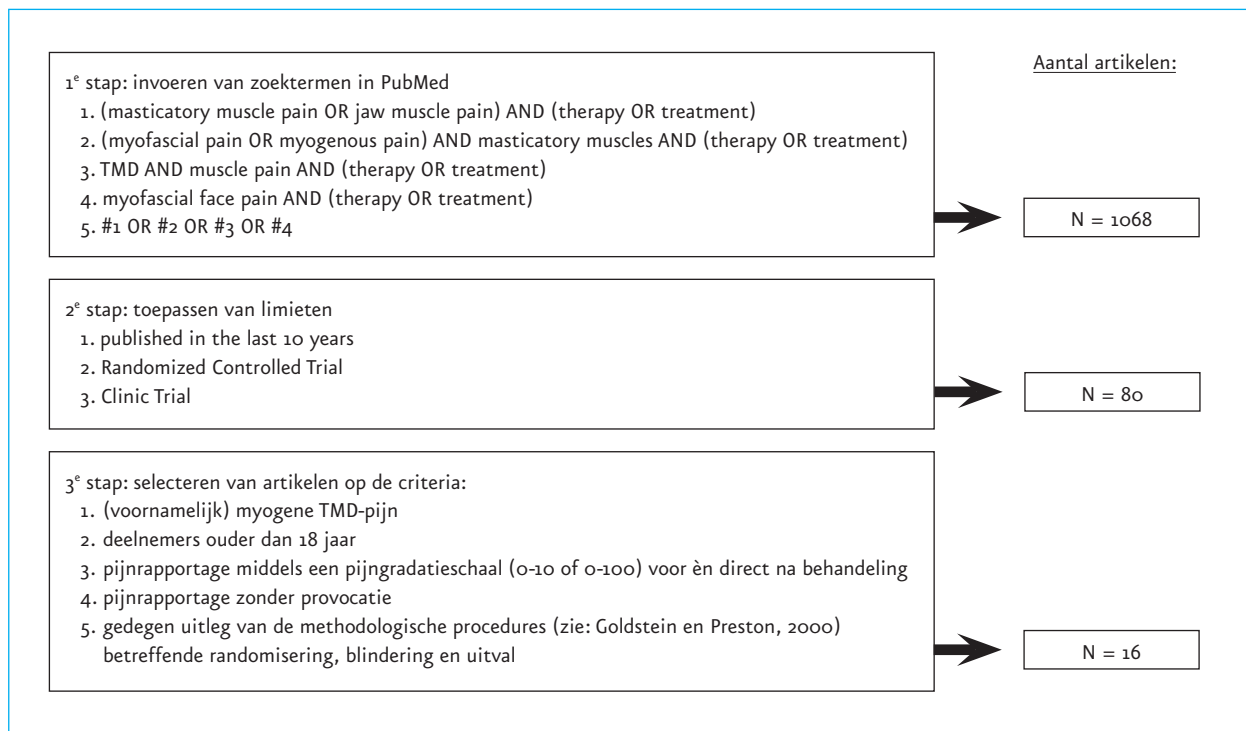 Aantal artikelen:
1e stap: invoeren van zoektermen in PubMed
1. (masticatory muscle pain OR jaw muscle pain) AND (therapy OR treatment)
2. (myofascial pain OR myogenous pain) AND masticatory muscles AND (therapy OR treatment)
3. TMD AND muscle pain AND (therapy OR treatment)
4. myofascial face pain AND (therapy OR treatment)
5. #1 OR #2 OR #3 OR #4
N = 1068
2e stap: toepassen van limieten
1. published in the last 10 years
2. Randomized Controlled Trial
3. Clinic Trial
N = 80
3e stap: selecteren van artikelen op de criteria:
1. (voornamelijk) myogene TMD-pijn
2. deelnemers ouder dan 18 jaar
3. pijnrapportage middels een pijngradatieschaal (0-10 of 0-100) voor èn direct na behandeling
4. pijnrapportage zonder provocatie
5. gedegen uitleg van de methodologische procedures (zie: Goldstein en Preston, 2000)
betreffende randomisering, blindering en uitval
N = 16